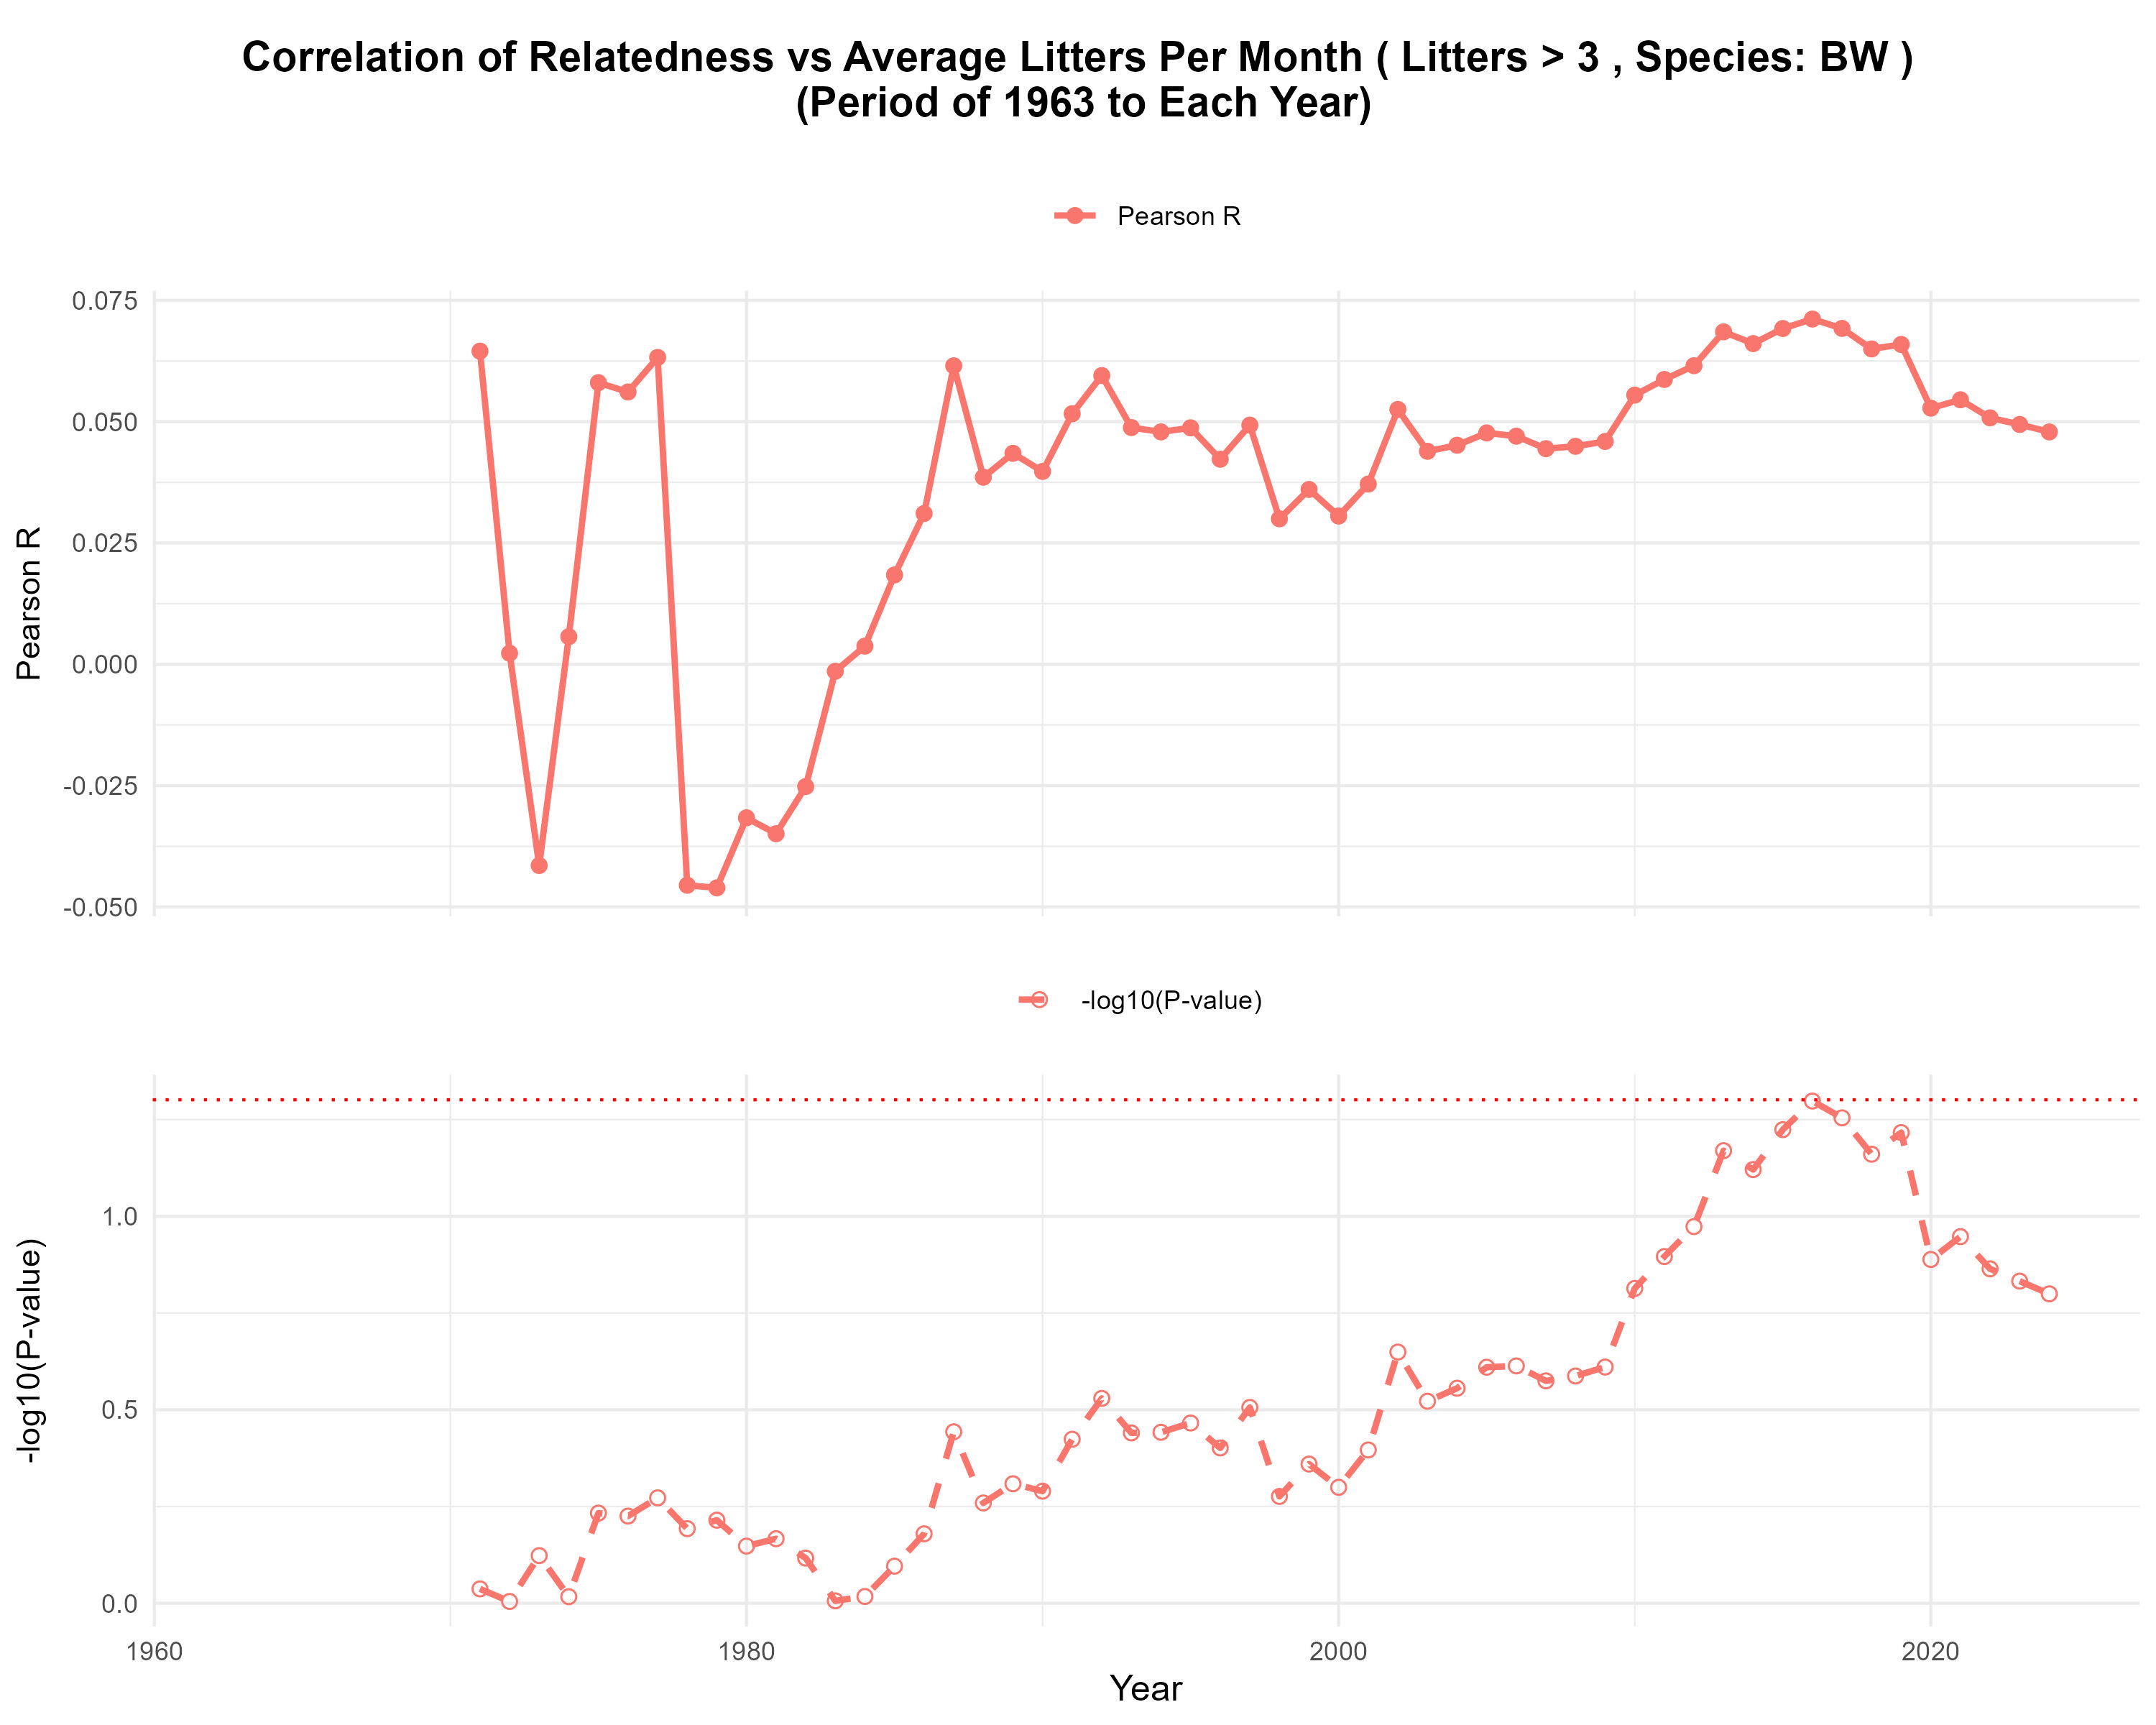 Correlation of Relatedness vs Average Litters Per Month ( Litters > 3 , Species: BW )
(Period of 1963 to Each Year)
Pearson R
0.075
0.050
0.025
0.000
-0.025
-0.050
Pearson R
-log10(P-value)
1.0
0.5
0.0
-log10(P-value)
1960
1980
2000
2020
Year